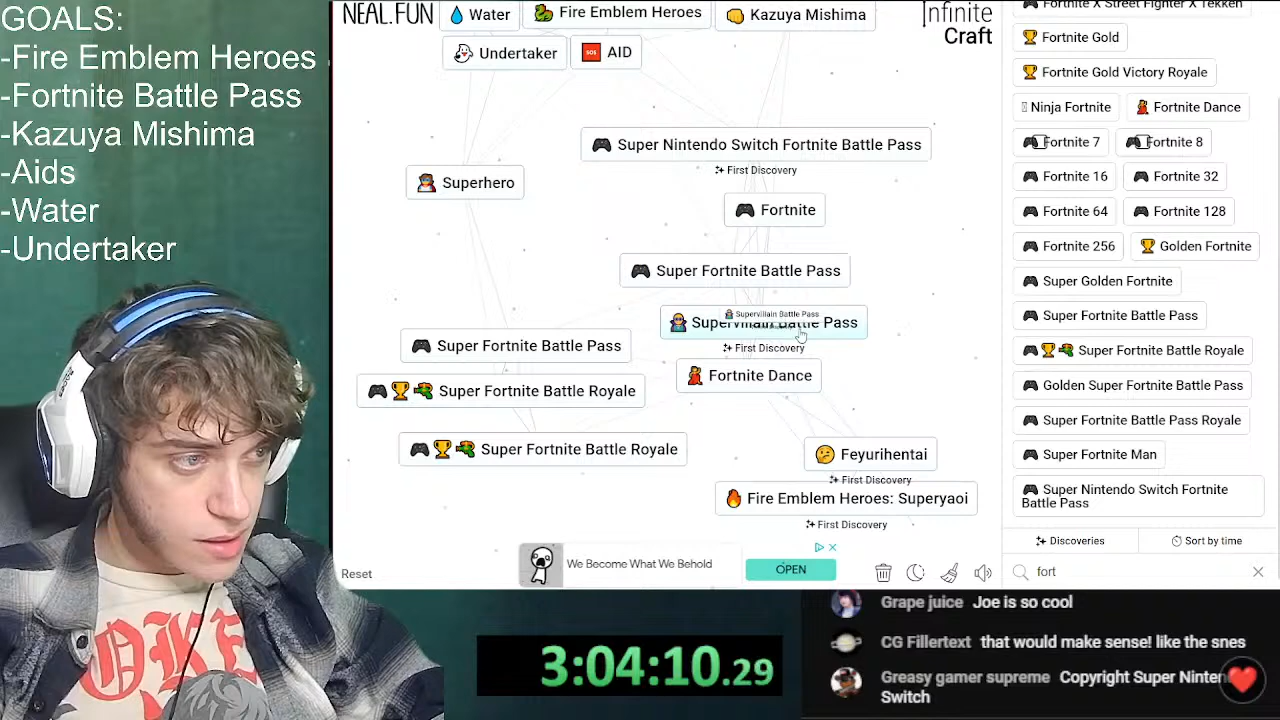 GOALS:
-Fire Emblem Heroes
-Fortnite Battle Pass
-Kazuya Mishima
-Aids
-Water
-Undertaker
NEAL.FUN
Water
Fire Emblem Heroes
Kazuya Mishima
Infinite
Craft
Undertaker
SOS AID
Super Nintendo Switch Fortnite Battle Pass
First Discovery
Superhero
Fortnite
Super Fortnite Battle Pass
Supervillain Battle Pass
Supervillain Battle Pass
First Discovery
Super Fortnite Battle Pass
Fortnite Dance
Super Fortnite Battle Royale
Super Fortnite Battle Royale
Feyurihentai
First Discovery
Fire Emblem Heroes: Superyaoi
First Discovery
We Become What We Behold
OPEN
Reset
Fortnite X Street Fighter X Tekken
Fortnite Gold
Fortnite Gold Victory Royale
Ninja Fortnite
Fortnite Dance
Fortnite 7
Fortnite 8
Fortnite 16
Fortnite 32
Fortnite 64
Fortnite 128
Fortnite 256
Golden Fortnite
Super Golden Fortnite
Super Fortnite Battle Pass
Super Fortnite Battle Royale
Golden Super Fortnite Battle Pass
Super Fortnite Battle Pass Royale
Super Fortnite Man
Super Nintendo Switch Fortnite
Battle Pass
Discoveries
Sort by time
fort
3:04:10.29
Grape juice Joe is so cool
CG Fillertext that would make sense! like the snes
Greasy gamer supreme Copyright Super
Switch